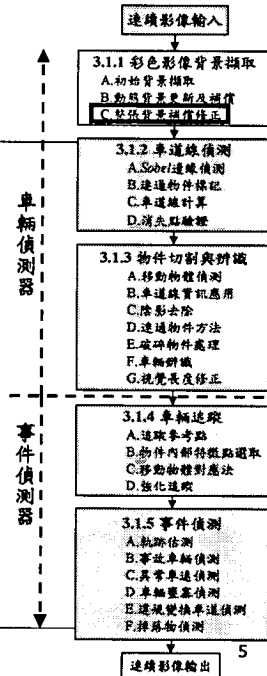 連續影像輸入
3.1.1 彩色影像背景擷取
A.初始背景擷取
B.動態背景更新及補償
C.整張背景補償修正
3.1.2 車道線偵測
A.Sobel邊緣偵測
B.連通物件標記
C.車道線計算
D.消失點驗證
車輛偵測器
3.1.3 物件切割與辨識
A.移動物體偵測
B.車道線資訊應用
C.陰影去除
D.連通物件方法
E.破碎物件處理
F.車輛辨識
G.視覺長度修正
事件偵測器
3.1.4 車輛追蹤
A.追蹤參考點
B.物件內部特徵點選取
C.移動物體對應法
D.強化追蹤
3.1.5 事件偵測
A.軌跡估測
B.事故車輛偵測
C.異常車速偵測
D.車輛壅塞偵測
E.違規變換車道偵測
F.掉落物偵測
5
連續影像輸出